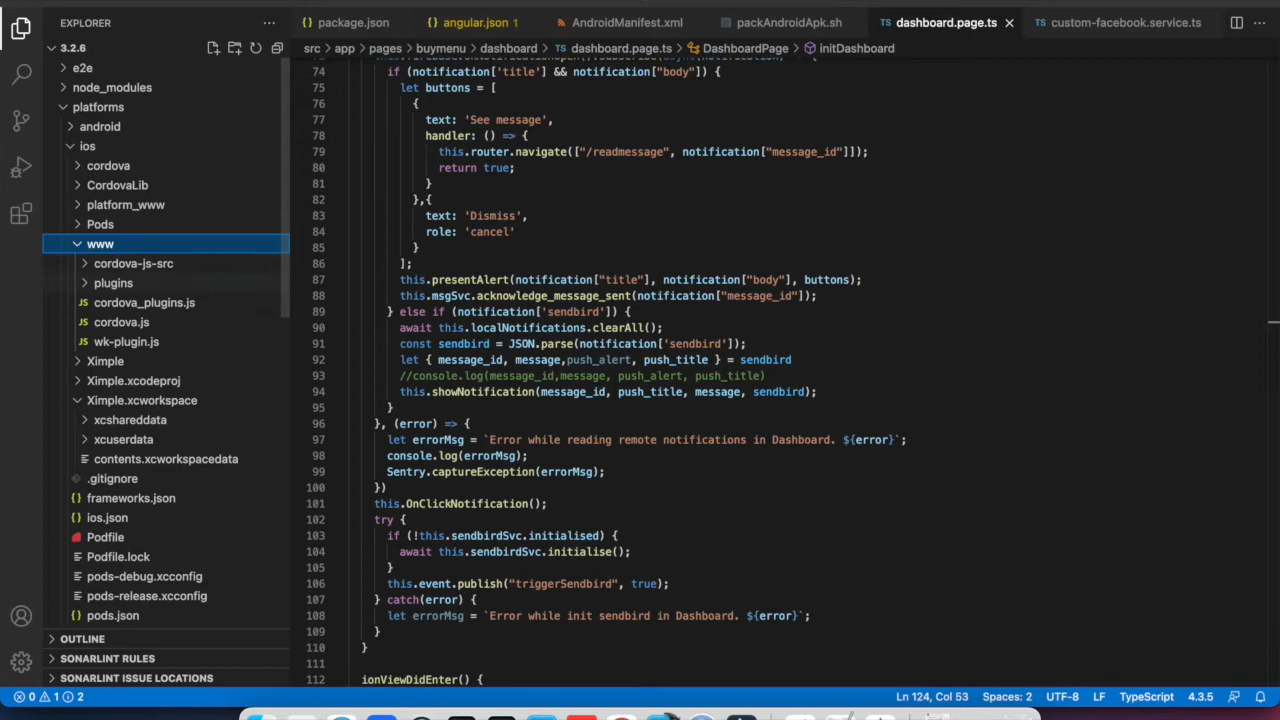 EXPLORER
package.json
angular.json 1
AndroidManifest.xml
packAndroidApk.sh
dashboard.page.ts
custom-facebook.service.ts
3.2.6
src > app > pages > buymenu > dashboard > TS dashboard.page.ts > DashboardPage > initDashboard
e2e
node_modules
platforms
android
ios
cordova
CordovaLib
platform_www
Pods
www
cordova-js-src
plugins
JS cordova_plugins.js
JS cordova.js
JS wk-plugin.js
Ximple
Ximple.xcodeproj
Ximple.xcworkspace
xcshareddata
xcuserdata
contents.xcworkspacedata
.gitignore
{} frameworks.json
{} ios.json
Podfile
Podfile.lock
pods-debug.xcconfig
pods-release.xcconfig
{} pods.json
OUTLINE
SONARLINT RULES
SONARLINT ISSUE LOCATIONS
74 if (notification['title'] && notification["body"]) {
75 let buttons = [
76 {
77 text: 'See message',
78 handler: () => {
79 this.router.navigate(["/readmessage", notification["message_id"]]);
80 return true;
81 }
82 },{
83 text: 'Dismiss',
84 role: 'cancel'
85 }
86 ];
87 this.presentAlert(notification["title"], notification["body"], buttons);
88 this.msgSvc.acknowledge_message_sent(notification["message_id"]);
89 } else if (notification['sendbird']) {
90 await this.localNotifications.clearAll();
91 const sendbird = JSON.parse(notification['sendbird']);
92 let { message_id, message,push_alert, push_title } = sendbird
93 //console.log(message_id,message, push_alert, push_title)
94 this.showNotification(message_id, push_title, message, sendbird);
95 }
96 }, (error) => {
97 let errorMsg = `Error while reading remote notifications in Dashboard. ${error}`;
98 console.log(errorMsg);
99 Sentry.captureException(errorMsg);
100 })
101 this.OnClickNotification();
102 try {
103 if (!this.sendbirdSvc.initialised) {
104 await this.sendbirdSvc.initialise();
105 }
106 this.event.publish("triggerSendbird", true);
107 } catch(error) {
108 let errorMsg = `Error while init sendbird in Dashboard. ${error}`;
109 }
110 }
111
112 ionViewDidEnter() {
0 1 2
Ln 124, Col 53
Spaces: 2
UTF-8
LF
TypeScript
4.3.5